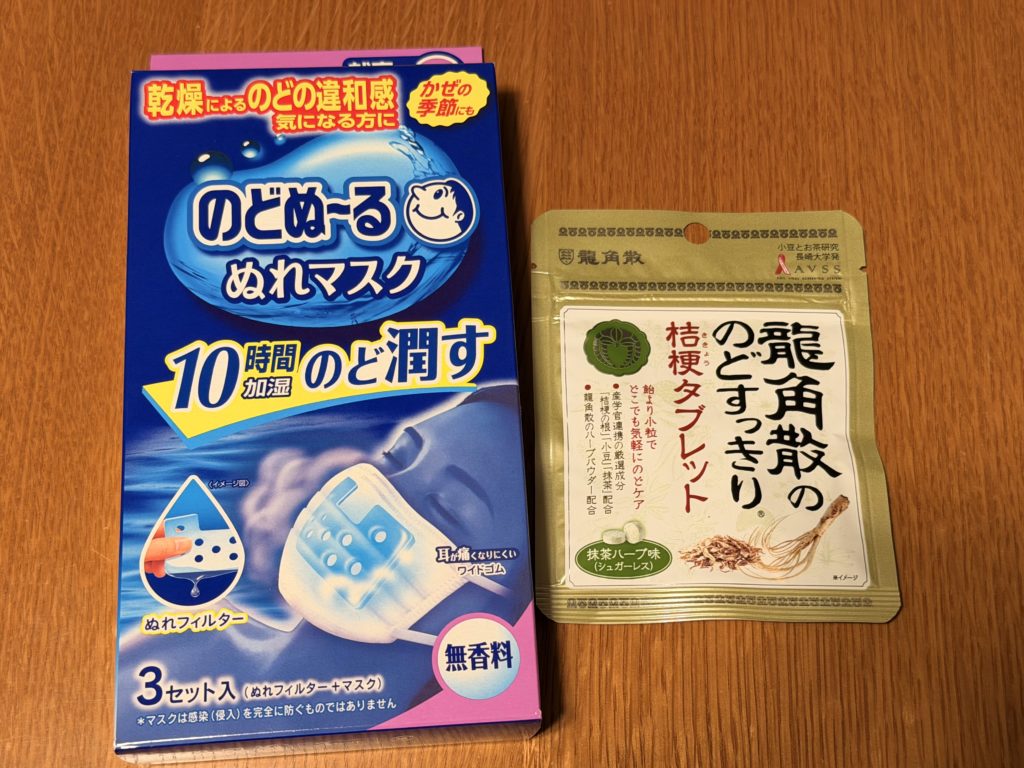 乾燥によるのどの違和感
気になる方に
かぜの
季節にも
のどぬ〜る
ぬれマスク
10時間
加湿
のど潤す
〈イメージ図〉
ぬれフィルター
耳が痛くなりにくい
ワイドゴム
無香料
3セット入(ぬれフィルター+マスク)
*マスクは感染(侵入)を完全に防ぐものではありません
龍角散
小豆とお茶研究
長崎大学発
AVSS
龍角散の
のどすっきり®
桔梗タブレット
ききょう
飴より小粒で
どこでも気軽にのどケア
●産学官連携の厳選成分
「桔梗の根」「小豆」「抹茶」配合
●龍角散のハーブパウダー配合
抹茶ハーブ味
(シュガーレス)
※イメージ